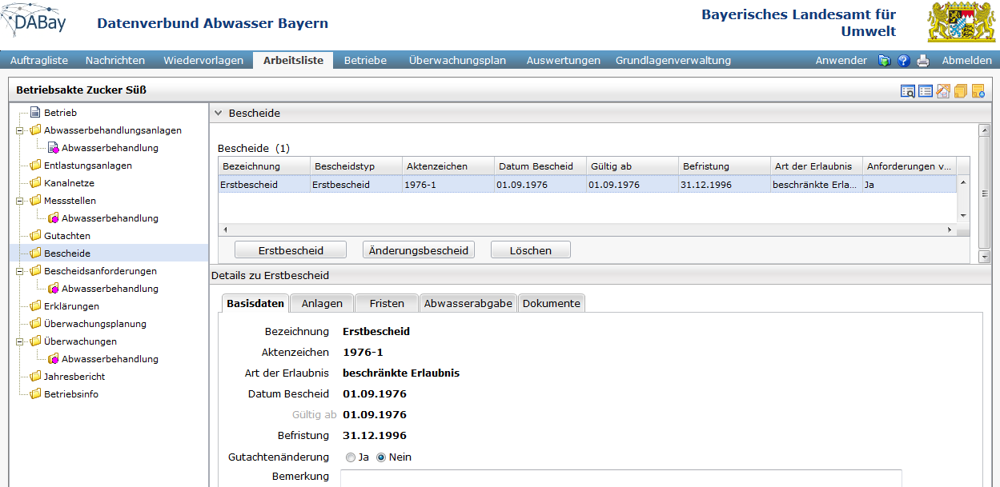 DABay
Datenverbund Abwasser Bayern
Bayerisches Landesamt für
Umwelt
Auftragliste Nachrichten Wiedervorlagen Arbeitsliste Betriebe Überwachungsplan Auswertungen Grundlagenverwaltung Anwender Abmelden
Betriebsakte Zucker Süß
Betrieb
Abwasserbehandlungsanlagen
Abwasserbehandlung
Entlastungsanlagen
Kanalnetze
Messstellen
Abwasserbehandlung
Gutachten
Bescheide
Bescheidsanforderungen
Abwasserbehandlung
Erklärungen
Überwachungsplanung
Überwachungen
Abwasserbehandlung
Jahresbericht
Betriebsinfo
Bescheide
Bescheide (1)
Bezeichnung Bescheidstyp Aktenzeichen Datum Bescheid Gültig ab Befristung Art der Erlaubnis Anforderungen v...
Erstbescheid Erstbescheid 1976-1 01.09.1976 01.09.1976 31.12.1996 beschränkte Erla... Ja
Erstbescheid Änderungsbescheid Löschen
Details zu Erstbescheid
Basisdaten Anlagen Fristen Abwasserabgabe Dokumente
Bezeichnung Erstbescheid
Aktenzeichen 1976-1
Art der Erlaubnis beschränkte Erlaubnis
Datum Bescheid 01.09.1976
Gültig ab 01.09.1976
Befristung 31.12.1996
Gutachtenänderung Ja Nein
Bemerkung